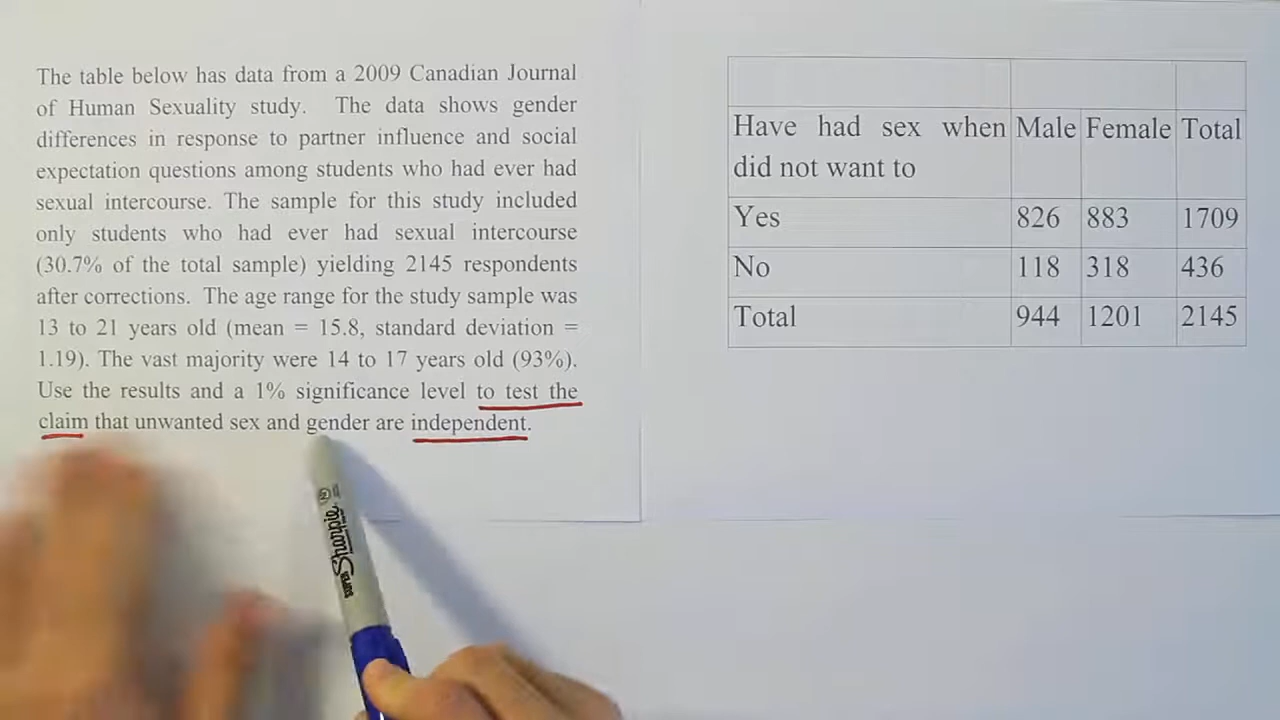 The table below has data from a 2009 Canadian Journal
of Human Sexuality study. The data shows gender
differences in response to partner influence and social
expectation questions among students who had ever had
sexual intercourse. The sample for this study included
only students who had ever had sexual intercourse
(30.7% of the total sample) yielding 2145 respondents
after corrections. The age range for the study sample was
13 to 21 years old (mean = 15.8, standard deviation =
1.19). The vast majority were 14 to 17 years old (93%).
Use the results and a 1% significance level to test the
claim that unwanted sex and gender are independent.
Have had sex when Male Female Total
did not want to
Yes 826 883 1709
No 118 318 436
Total 944 1201 2145
Sharpie